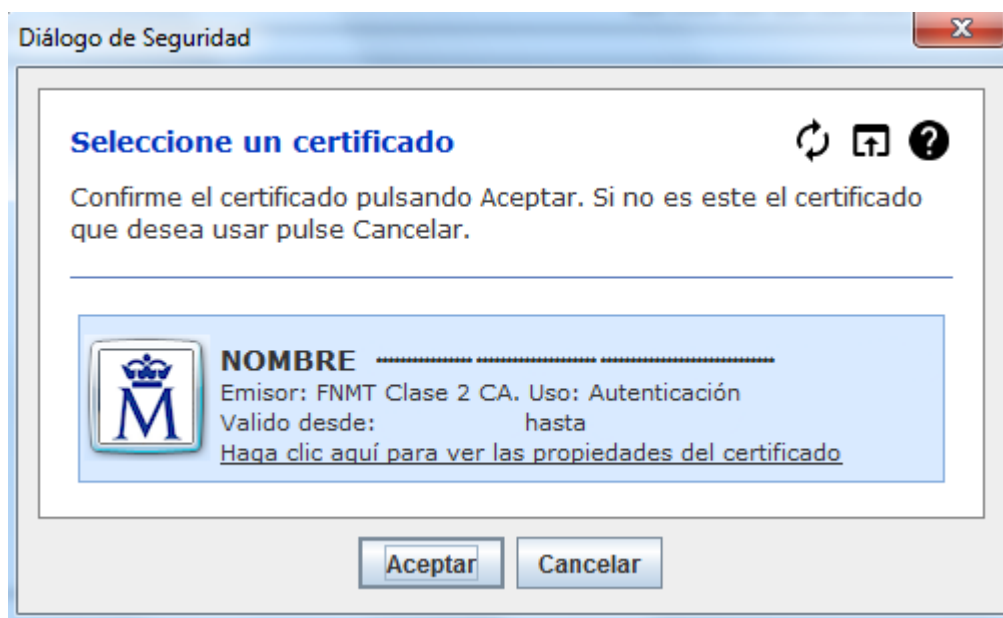 Diálogo de Seguridad
Seleccione un certificado
Confirme el certificado pulsando Aceptar. Si no es este el certificado
que desea usar pulse Cancelar.
NOMBRE
Emisor: FNMT Clase 2 CA. Uso: Autenticación
Valido desde: hasta
Haga clic aquí para ver las propiedades del certificado
Aceptar
Cancelar